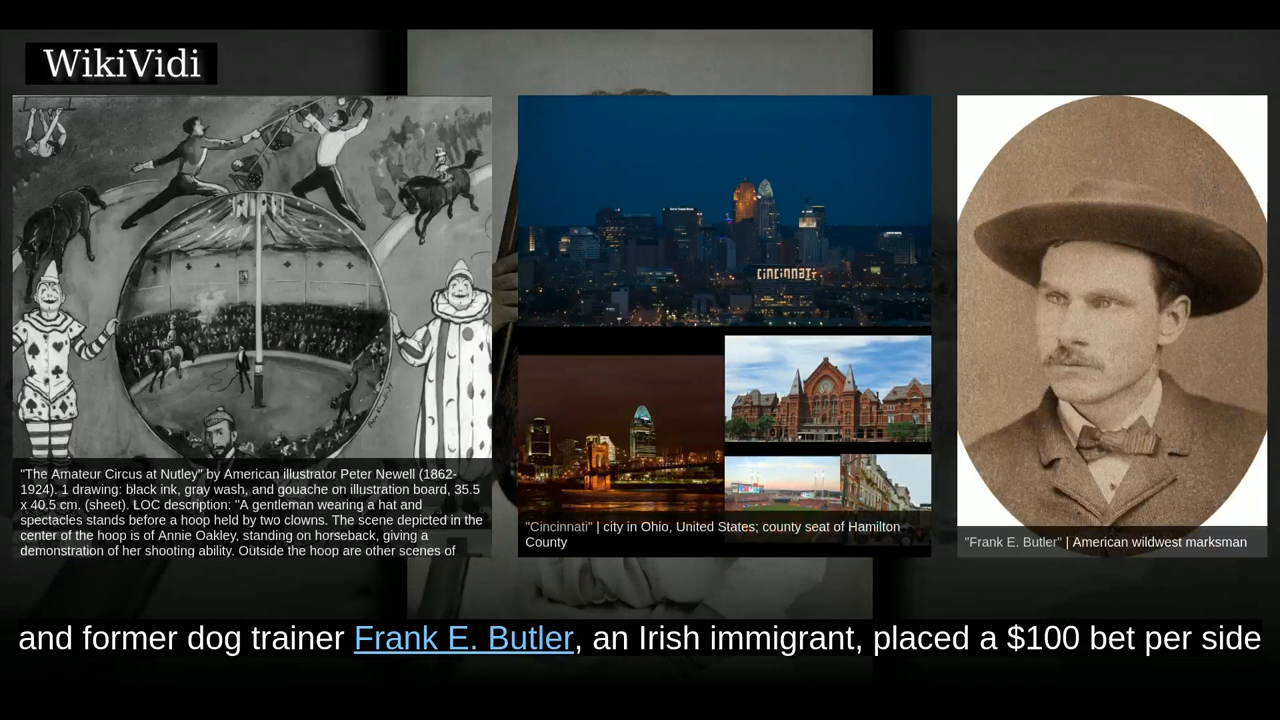 WikiVidi
"The Amateur Circus at Nutley" by American illustrator Peter Newell (1862-
1924). 1 drawing: black ink, gray wash, and gouache on illustration board, 35.5
x 40.5 cm. (sheet). LOC description: "A gentleman wearing a hat and
spectacles stands before a hoop held by two clowns. The scene depicted in the
center of the hoop is of Annie Oakley, standing on horseback, giving a
demonstration of her shooting ability. Outside the hoop are other scenes of
CINCINNATI
"Cincinnati" | city in Ohio, United States; county seat of Hamilton
County
"Frank E. Butler" | American wildwest marksman
and former dog trainer Frank E. Butler, an Irish immigrant, placed a $100 bet per side